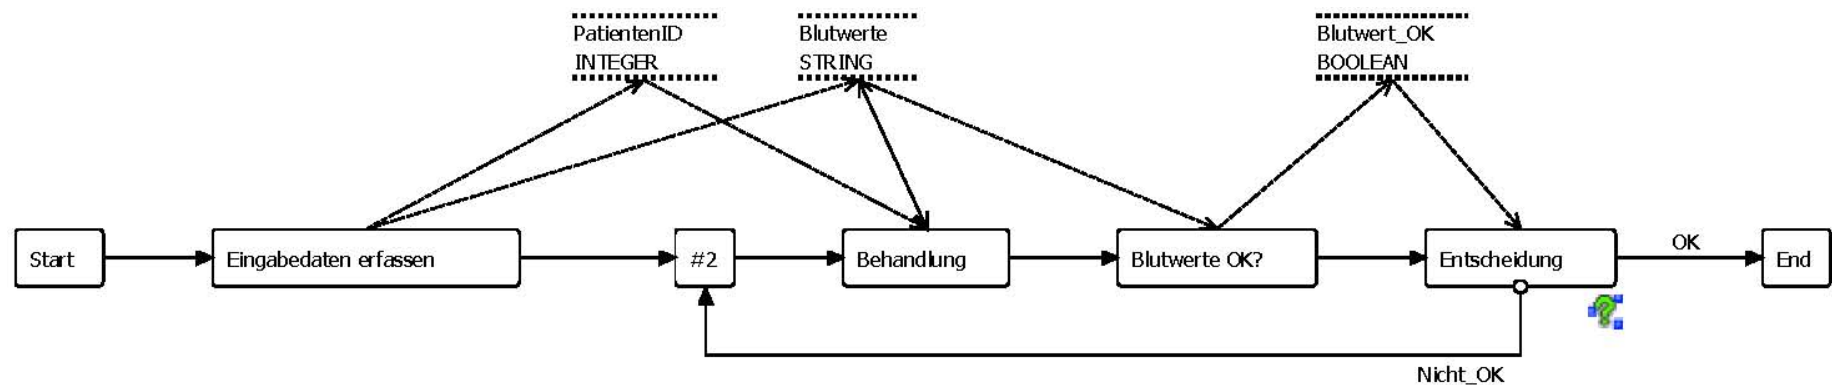 PatientenID
INTEGER
Blutwerte
STRING
Blutwert_OK
BOOLEAN
Start
Eingabedaten erfassen
#2
Behandlung
Blutwerte OK?
Entscheidung
OK
End
Nicht_OK